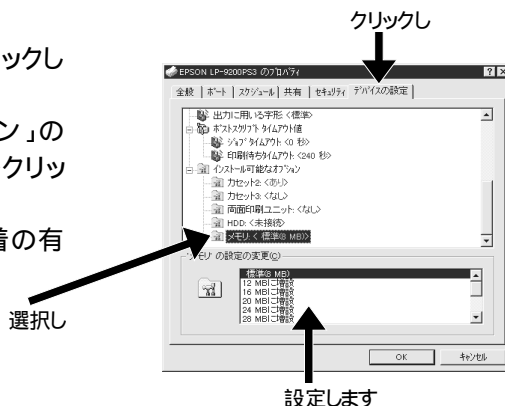 クリックし
ックし
ン」の
クリッ
着の有
選択し
EPSON LP-9200PS3 のプロパティ
全般 ポート スケジュール 共有 セキュリティ デバイスの設定
出力に用いる字形 <標準>
ポストスクリプト タイムアウト値
ジョブ タイムアウト: <0 秒>
印刷待ちタイムアウト: <240 秒>
インストール可能なオプション
カセット2: <あり>
カセット3: <なし>
両面印刷ユニット: <なし>
HDD: <未接続>
メモリ: < 標準(8 MB)>
'メモリ' の設定の変更(C)
標準(8 MB)
12 MBに増設
16 MBに増設
20 MBに増設
24 MBに増設
28 MBに増設
OK キャンセル
設定します